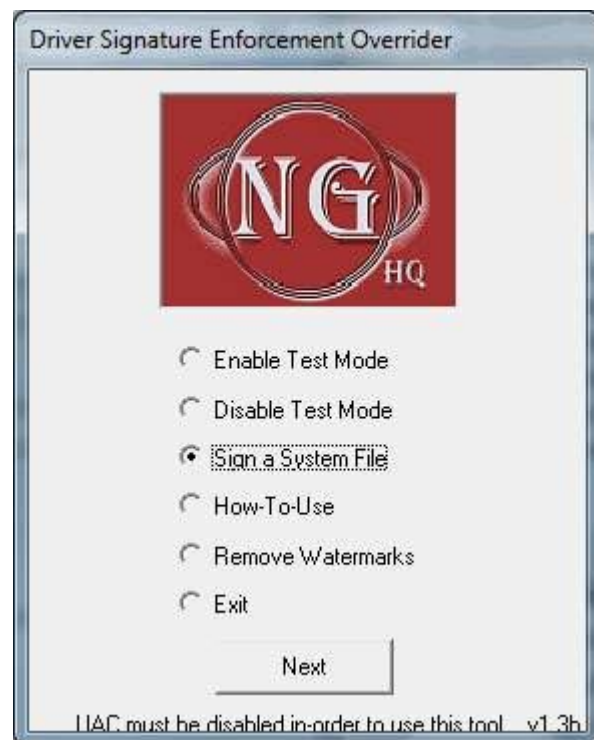 Driver Signature Enforcement Overrider
NG
HQ
Enable Test Mode
Disable Test Mode
Sign a System File
How-To-Use
Remove Watermarks
Exit
Next
UAC must be disabled in-order to use this tool v1.3b